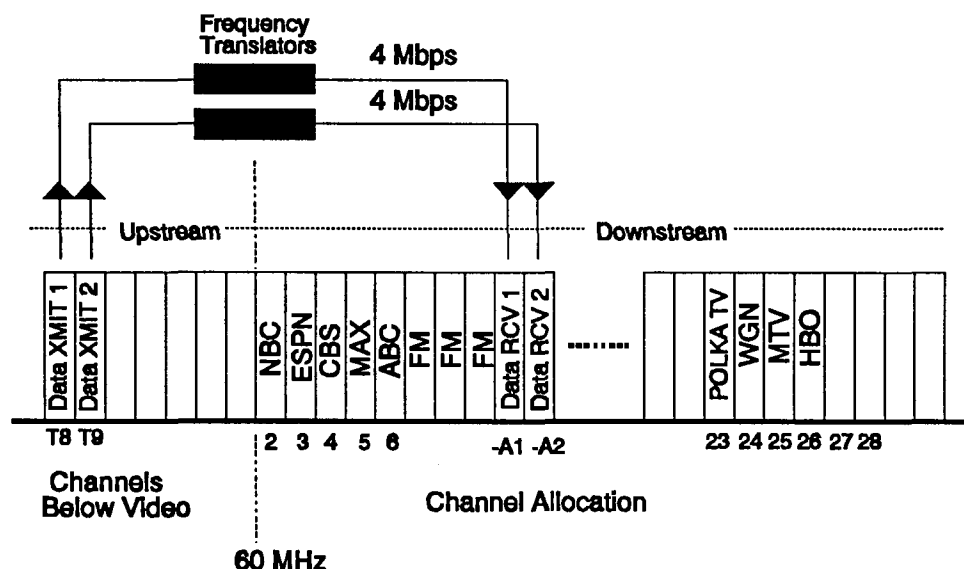 Frequency
Translators
4 Mbps
4 Mbps
Upstream
Downstream
Data XMIT 1
Data XMIT 2
NBC
ESPN
CBS
MAX
ABC
FM
FM
FM
Data RCV 1
Data RCV 2
POLKA TV
WGN
MTV
HBO
T8 T9 2 3 4 5 6 -A1 -A2 23 24 25 26 27 28
Channels
Below Video
Channel Allocation
60 MHz